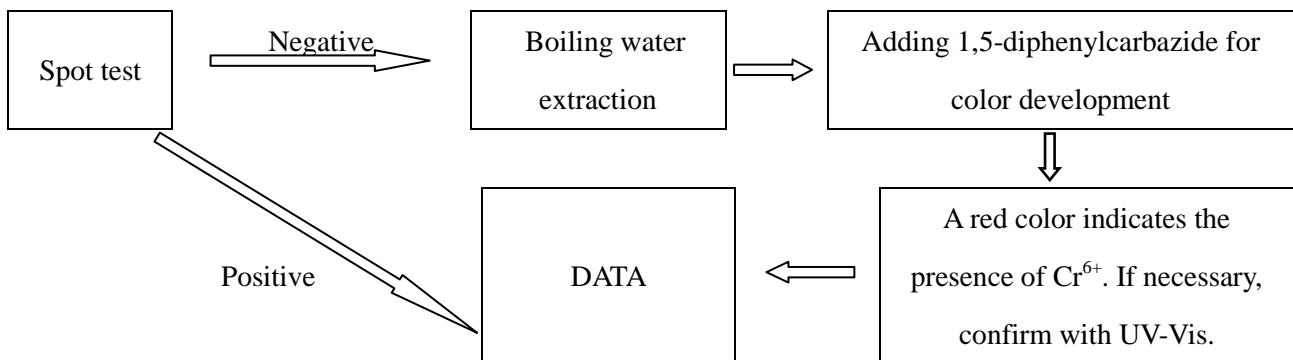 Spot test
Negative
Boiling water
extraction
Adding 1,5-diphenylcarbazide for
color development
A red color indicates the
presence of Cr⁶⁺. If necessary,
confirm with UV-Vis.
DATA
Positive